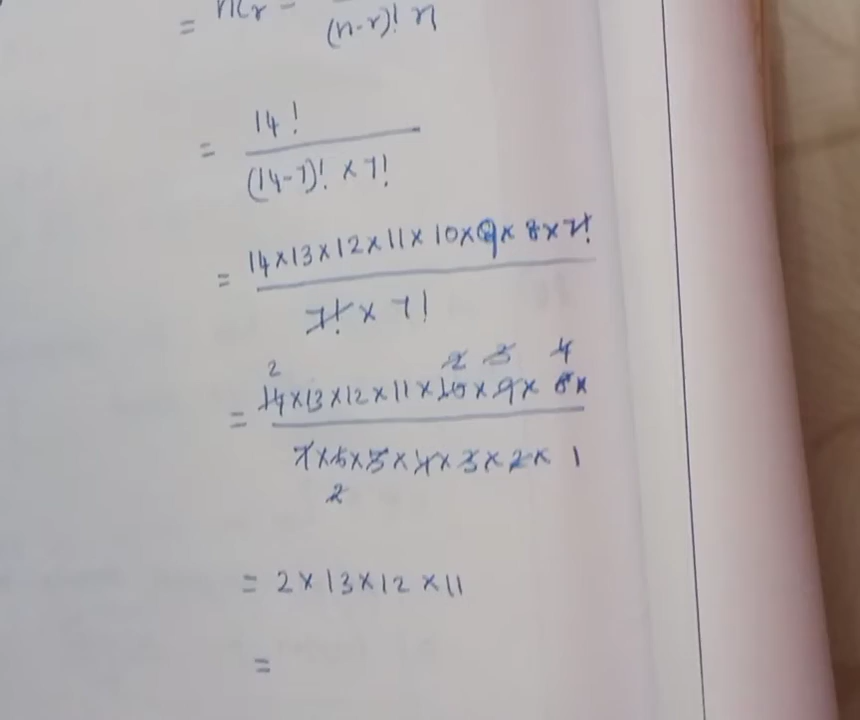 = nCr - 
(n-r)! n
14!
= 
(14-7)! × 7!
14×13×12×11×10×9×8×7!
= 
7! × 7!
2 2 3 4
= 14×13×12×11×10×9×8×
7×6×5×4×3×2×1
2
= 2×13×12×11
=